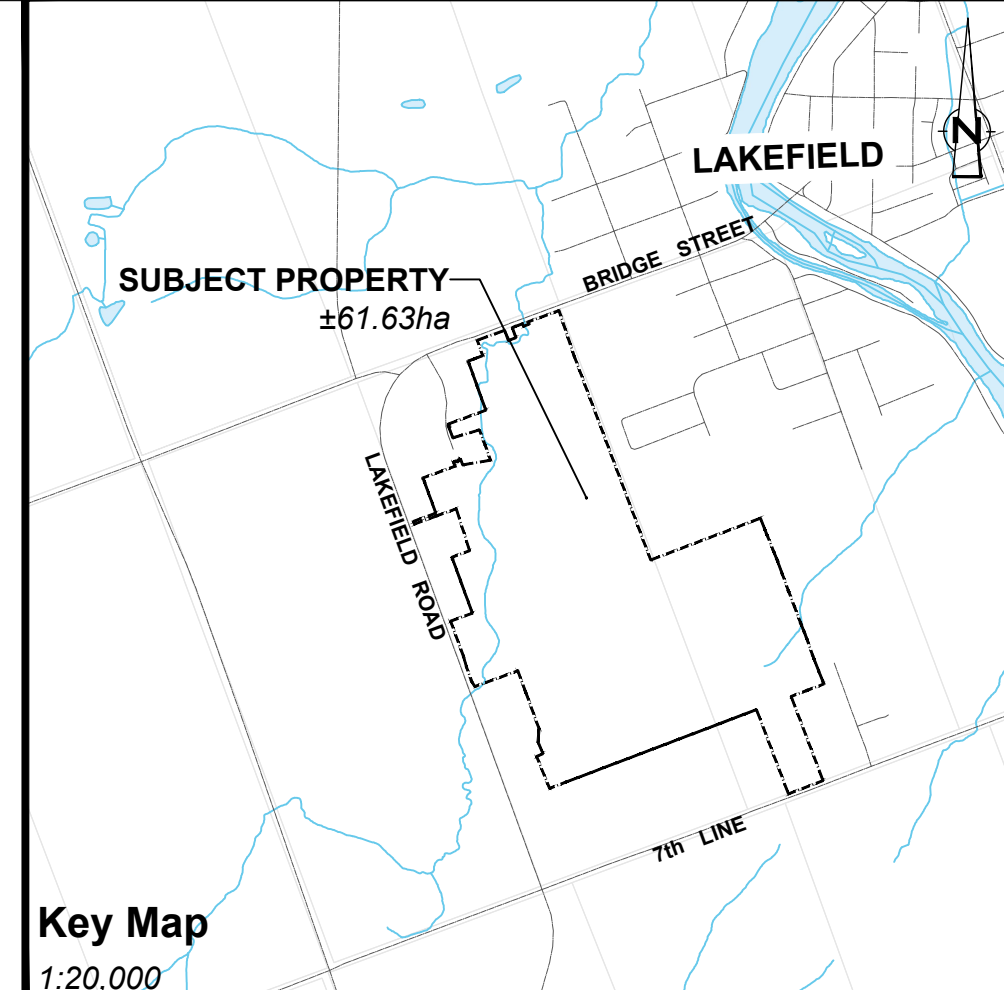 N
LAKEFIELD
BRIDGE STREET
SUBJECT PROPERTY
±61.63ha
LAKEFIELD ROAD
7th LINE
Key Map
1:20,000